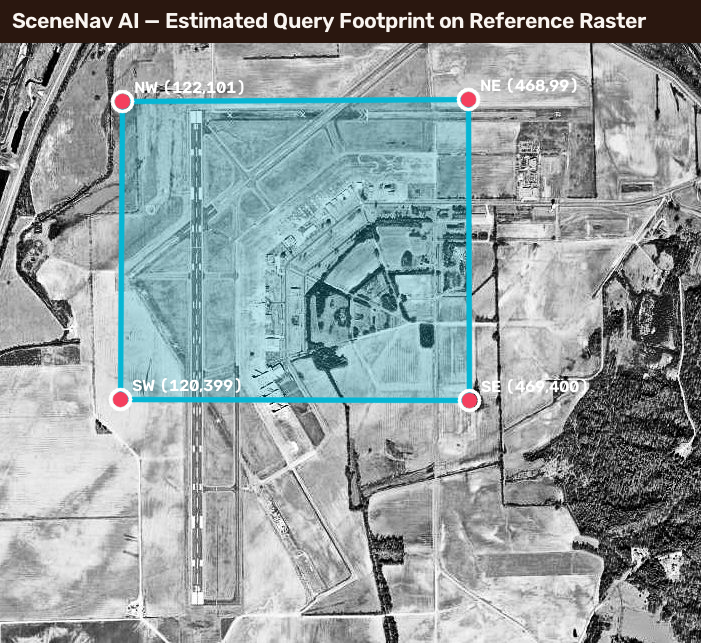 SceneNav AI — Estimated Query Footprint on Reference Raster
NW (122,101)
NE (468,99)
SW (120,399)
SE (469,400)